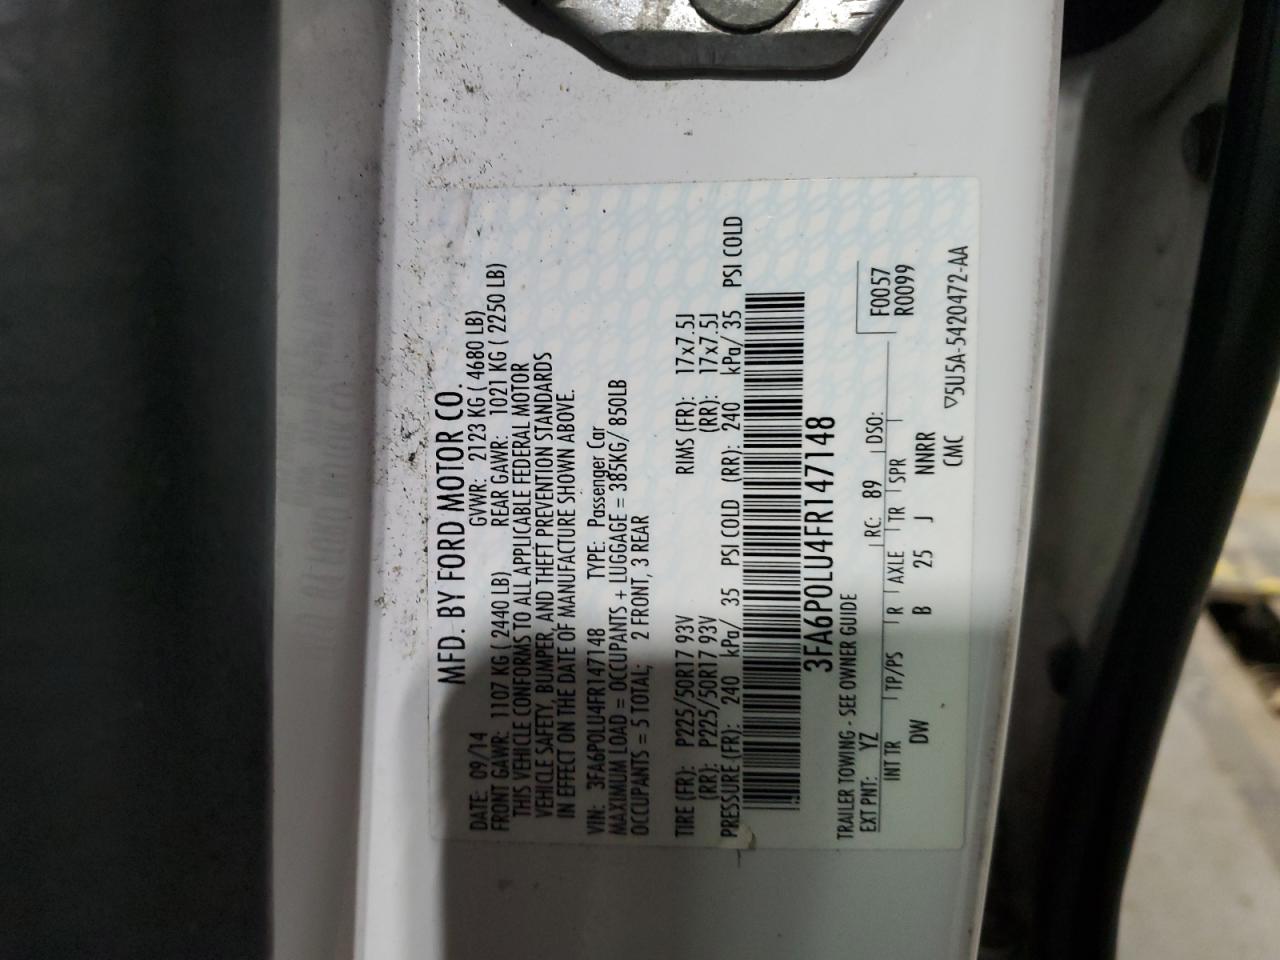 MFD. BY FORD MOTOR CO.
DATE: 09/14 GVWR: 2123 KG ( 4680 LB)
FRONT GAWR: 1107 KG ( 2440 LB) REAR GAWR: 1021 KG ( 2250 LB)
THIS VEHICLE CONFORMS TO ALL APPLICABLE FEDERAL MOTOR
VEHICLE SAFETY, BUMPER, AND THEFT PREVENTION STANDARDS
IN EFFECT ON THE DATE OF MANUFACTURE SHOWN ABOVE.
VIN: 3FA6P0LU4FR147148 TYPE: Passenger Car
MAXIMUM LOAD = OCCUPANTS + LUGGAGE = 385KG/ 850LB
OCCUPANTS = 5 TOTAL; 2 FRONT, 3 REAR
TIRE (FR): P225/50R17 93V RIMS (FR): 17x7.5J
(RR): P225/50R17 93V (RR): 17x7.5J
PRESSURE (FR): 240 kPa/ 35 PSI COLD (RR): 240 kPa/ 35 PSI COLD
3FA6P0LU4FR147148
TRAILER TOWING - SEE OWNER GUIDE F0057
EXT PNT: YZ RC: 89 DSO: R0099
INT TR TP/PS R AXLE TR SPR
DW B 25 J NNRR
CMC ▽5U5A-5420472-AA